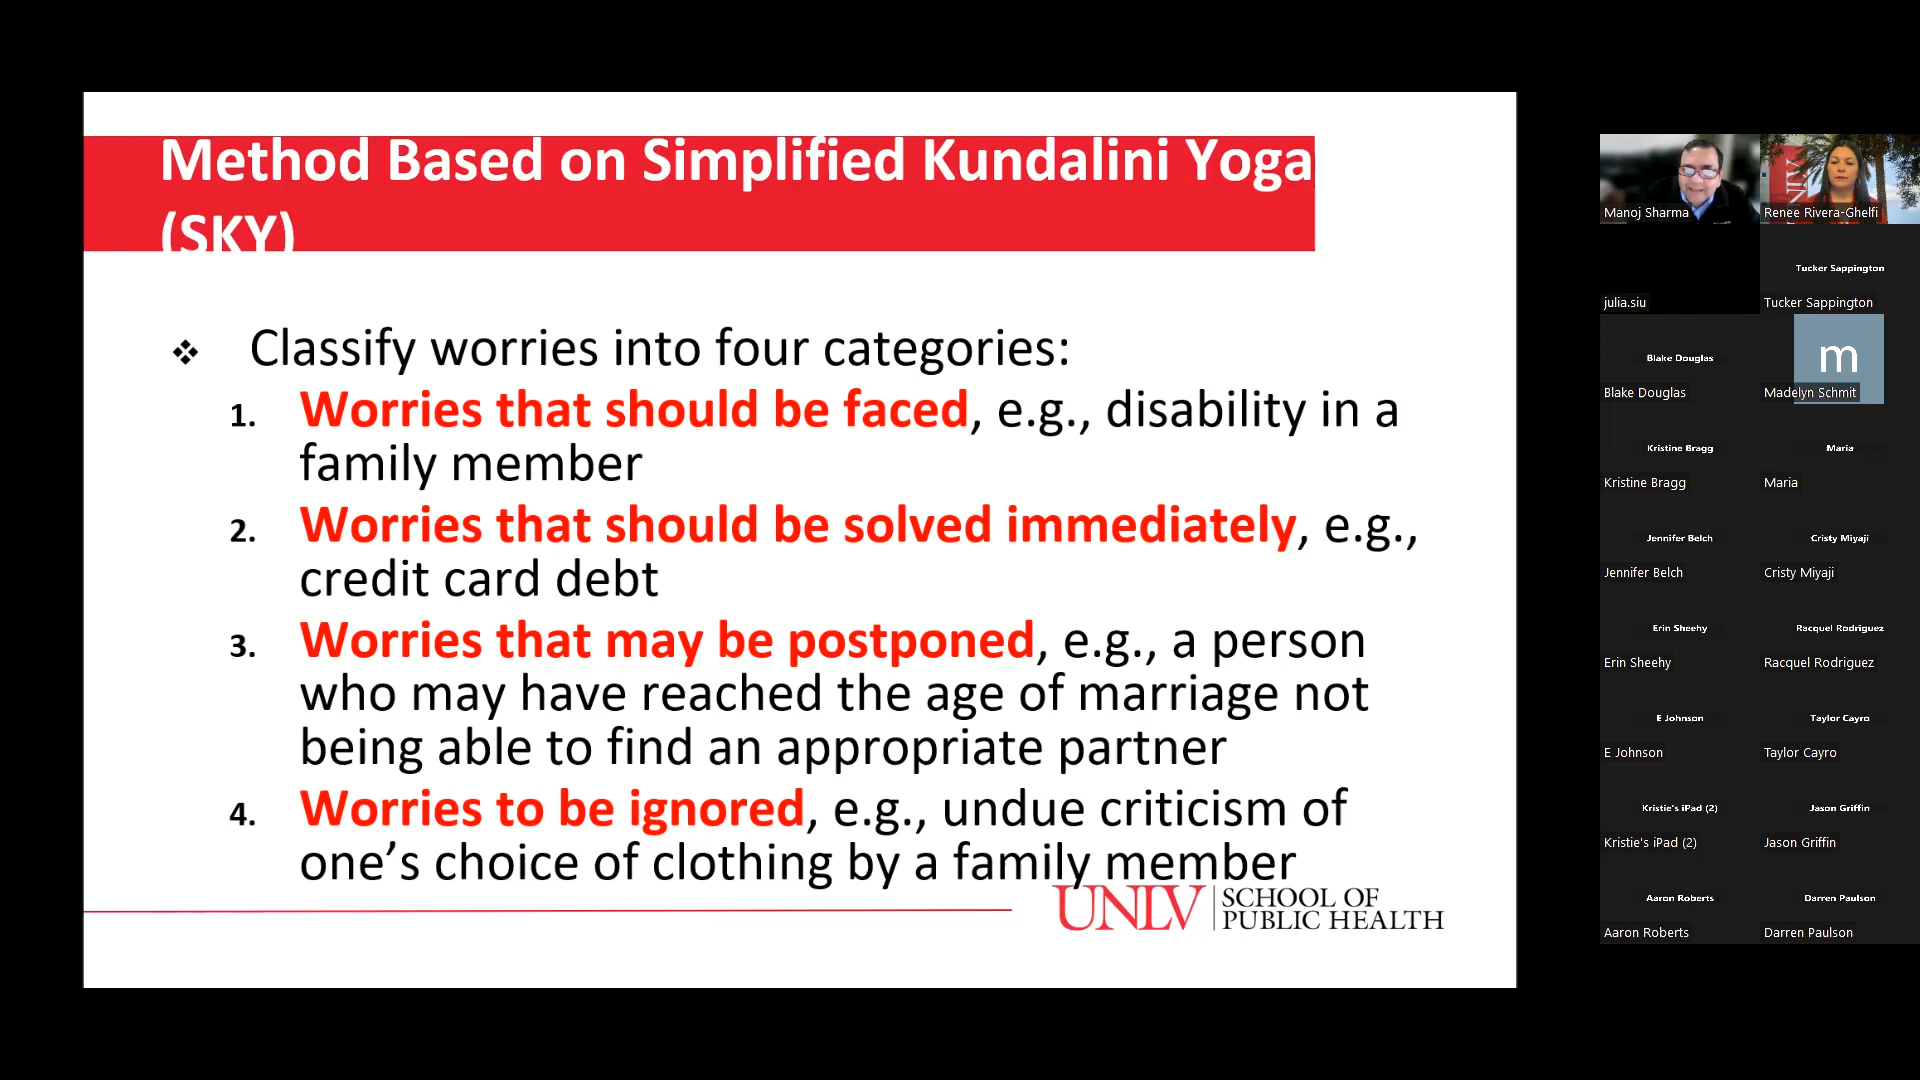 Method Based on Simplified Kundalini Yoga
(SKY)
❖ Classify worries into four categories:
1. Worries that should be faced, e.g., disability in a
family member
2. Worries that should be solved immediately, e.g.,
credit card debt
3. Worries that may be postponed, e.g., a person
who may have reached the age of marriage not
being able to find an appropriate partner
4. Worries to be ignored, e.g., undue criticism of
one’s choice of clothing by a family member
UNLV SCHOOL OF
PUBLIC HEALTH
Manoj Sharma
UNLV
Renee Rivera-Ghelfi
julia.siu
Tucker Sappington
Tucker Sappington
Blake Douglas
Blake Douglas
m
Madelyn Schmit
Kristine Bragg
Kristine Bragg
Maria
Maria
Jennifer Belch
Jennifer Belch
Cristy Miyaji
Cristy Miyaji
Erin Sheehy
Erin Sheehy
Racquel Rodriguez
Racquel Rodriguez
E Johnson
E Johnson
Taylor Cayro
Taylor Cayro
Kristie's iPad (2)
Kristie's iPad (2)
Jason Griffin
Jason Griffin
Aaron Roberts
Aaron Roberts
Darren Paulson
Darren Paulson